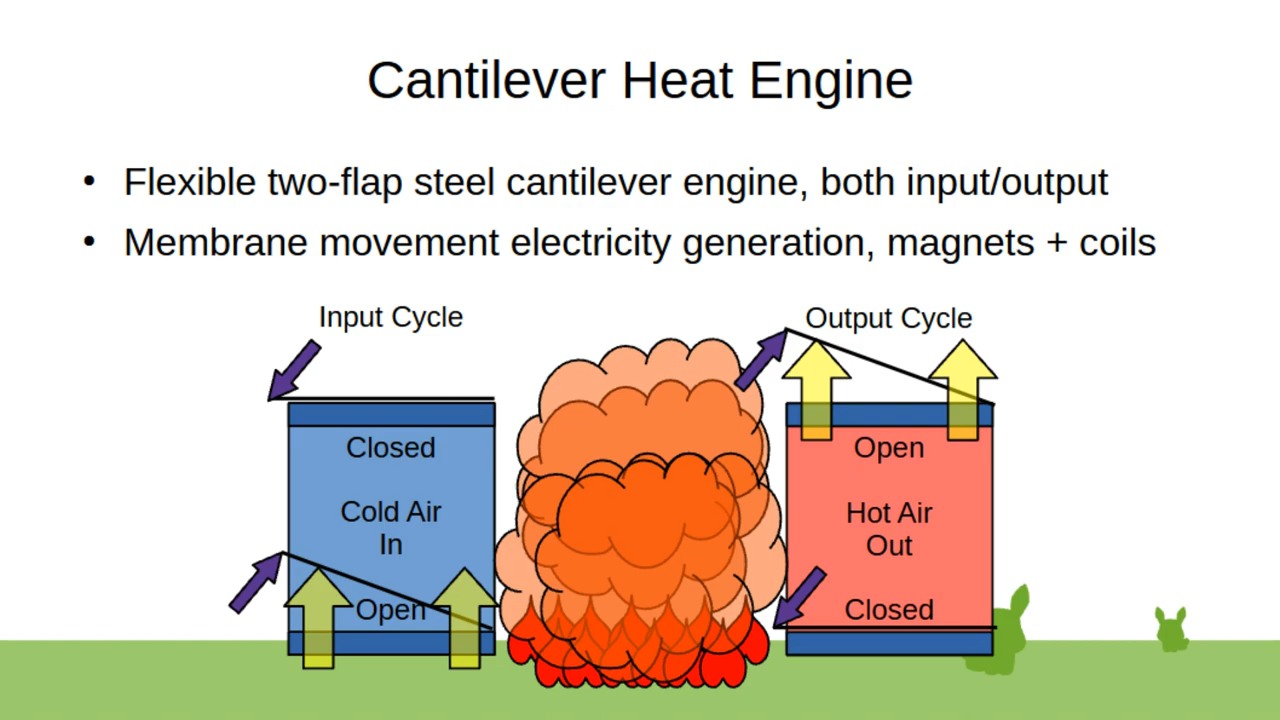 Cantilever Heat Engine
• Flexible two-flap steel cantilever engine, both input/output
• Membrane movement electricity generation, magnets + coils
Input Cycle
Closed
Cold Air
In
Open
Output Cycle
Open
Hot Air
Out
Closed